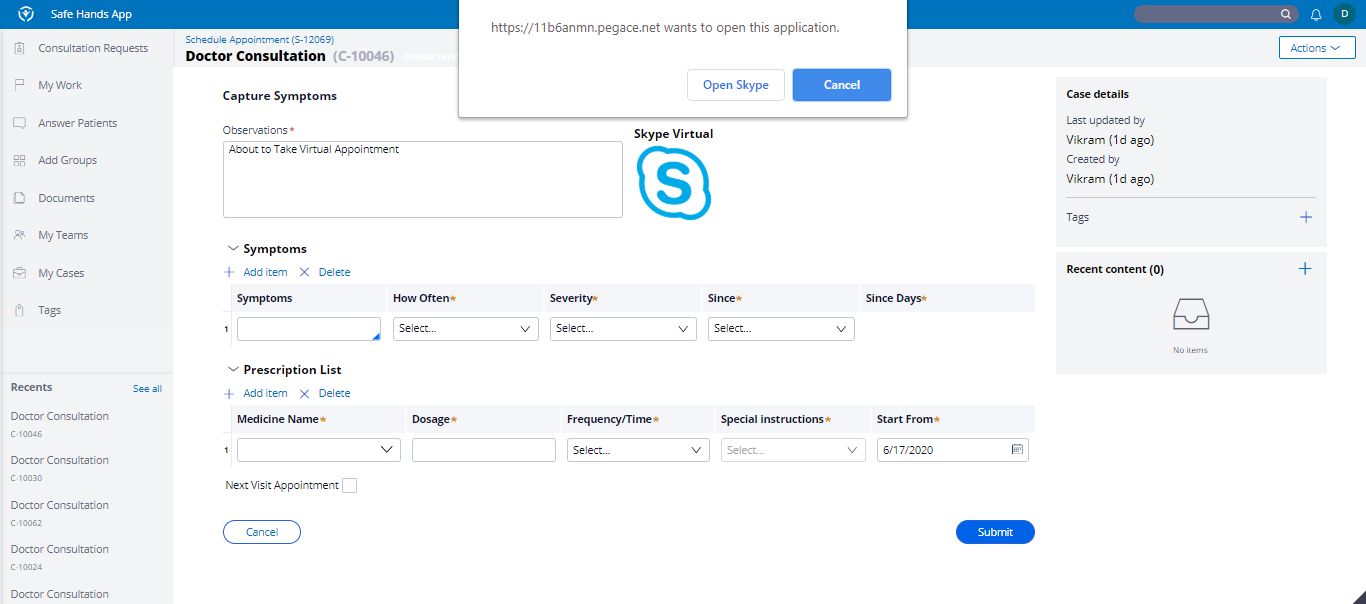 Safe Hands App
D
https://11b6anmn.pegace.net wants to open this application.
Open Skype
Cancel
Consultation Requests
My Work
Answer Patients
Add Groups
Documents
My Teams
My Cases
Tags
Recents
See all
Doctor Consultation
C-10046
Doctor Consultation
C-10030
Doctor Consultation
C-10062
Doctor Consultation
C-10024
Doctor Consultation
Schedule Appointment (S-12069)
Doctor Consultation (C-10046)
Actions
Capture Symptoms
Observations*
About to Take Virtual Appointment
Skype Virtual
S
Symptoms
Add item Delete
Symptoms How Often* Severity* Since* Since Days*
1 Select... Select... Select...
Prescription List
Add item Delete
Medicine Name* Dosage* Frequency/Time* Special instructions* Start From*
1 Select... Select... 6/17/2020
Next Visit Appointment
Cancel
Submit
Case details
Last updated by
Vikram (1d ago)
Created by
Vikram (1d ago)
Tags
Recent content (0)
No items